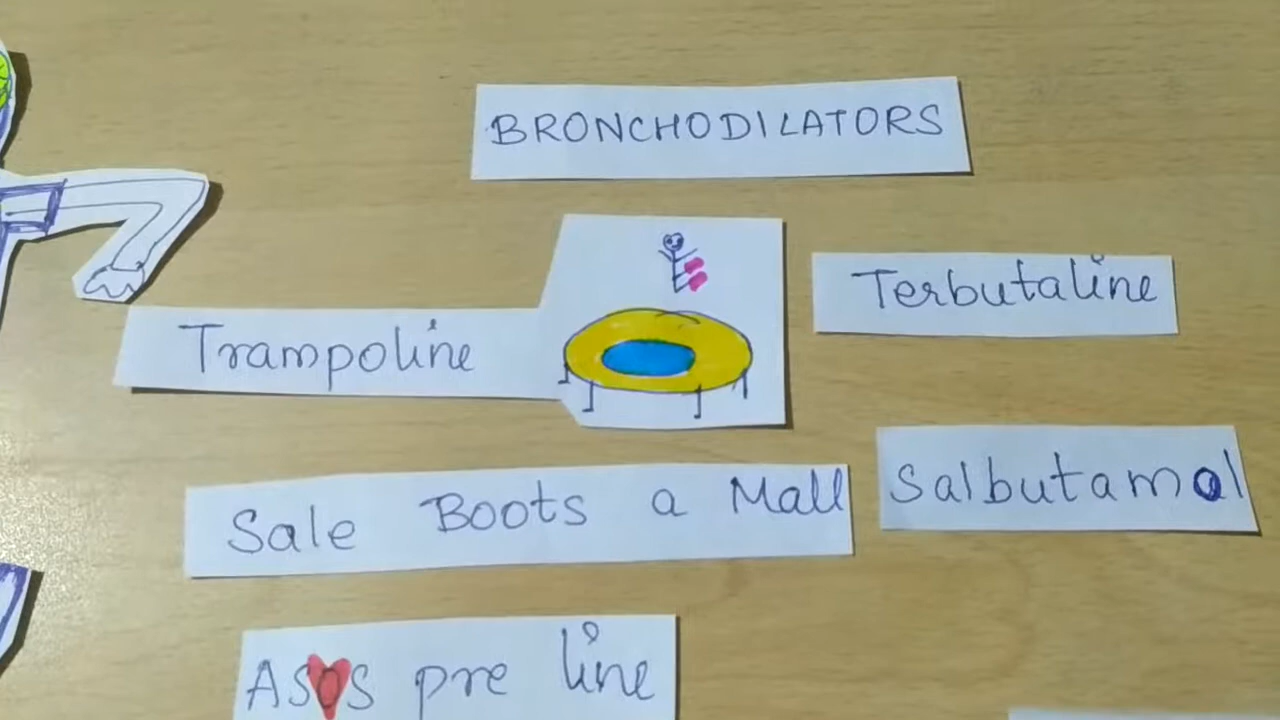 BRONCHODILATORS
Trampoline
Terbutaline
Sale Boots a Mall
Salbutamol
ASOS pre line